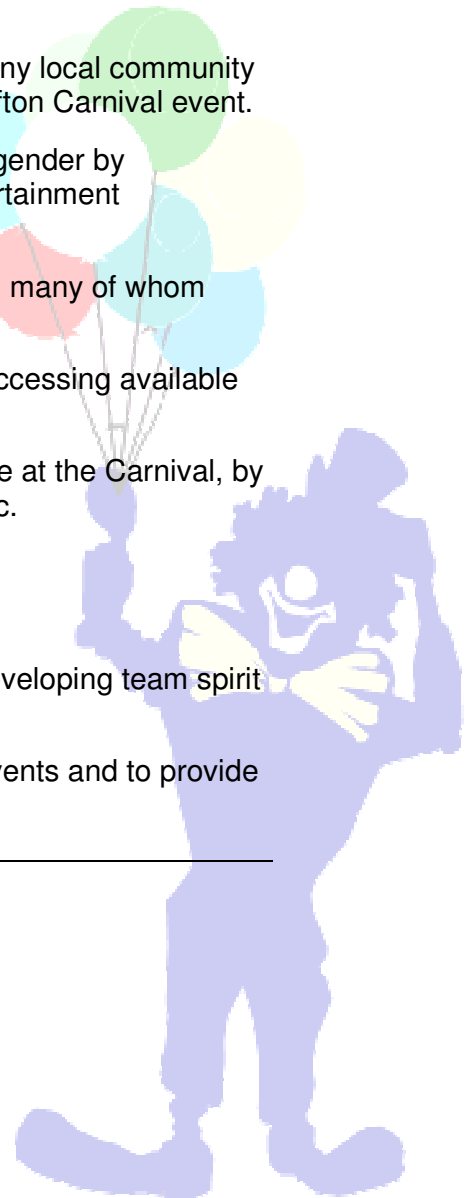 ny local community
fton Carnival event.
gender by
rtainment
many of whom
ccessing available
e at the Carnival, by
c.
veloping team spirit
vents and to provide